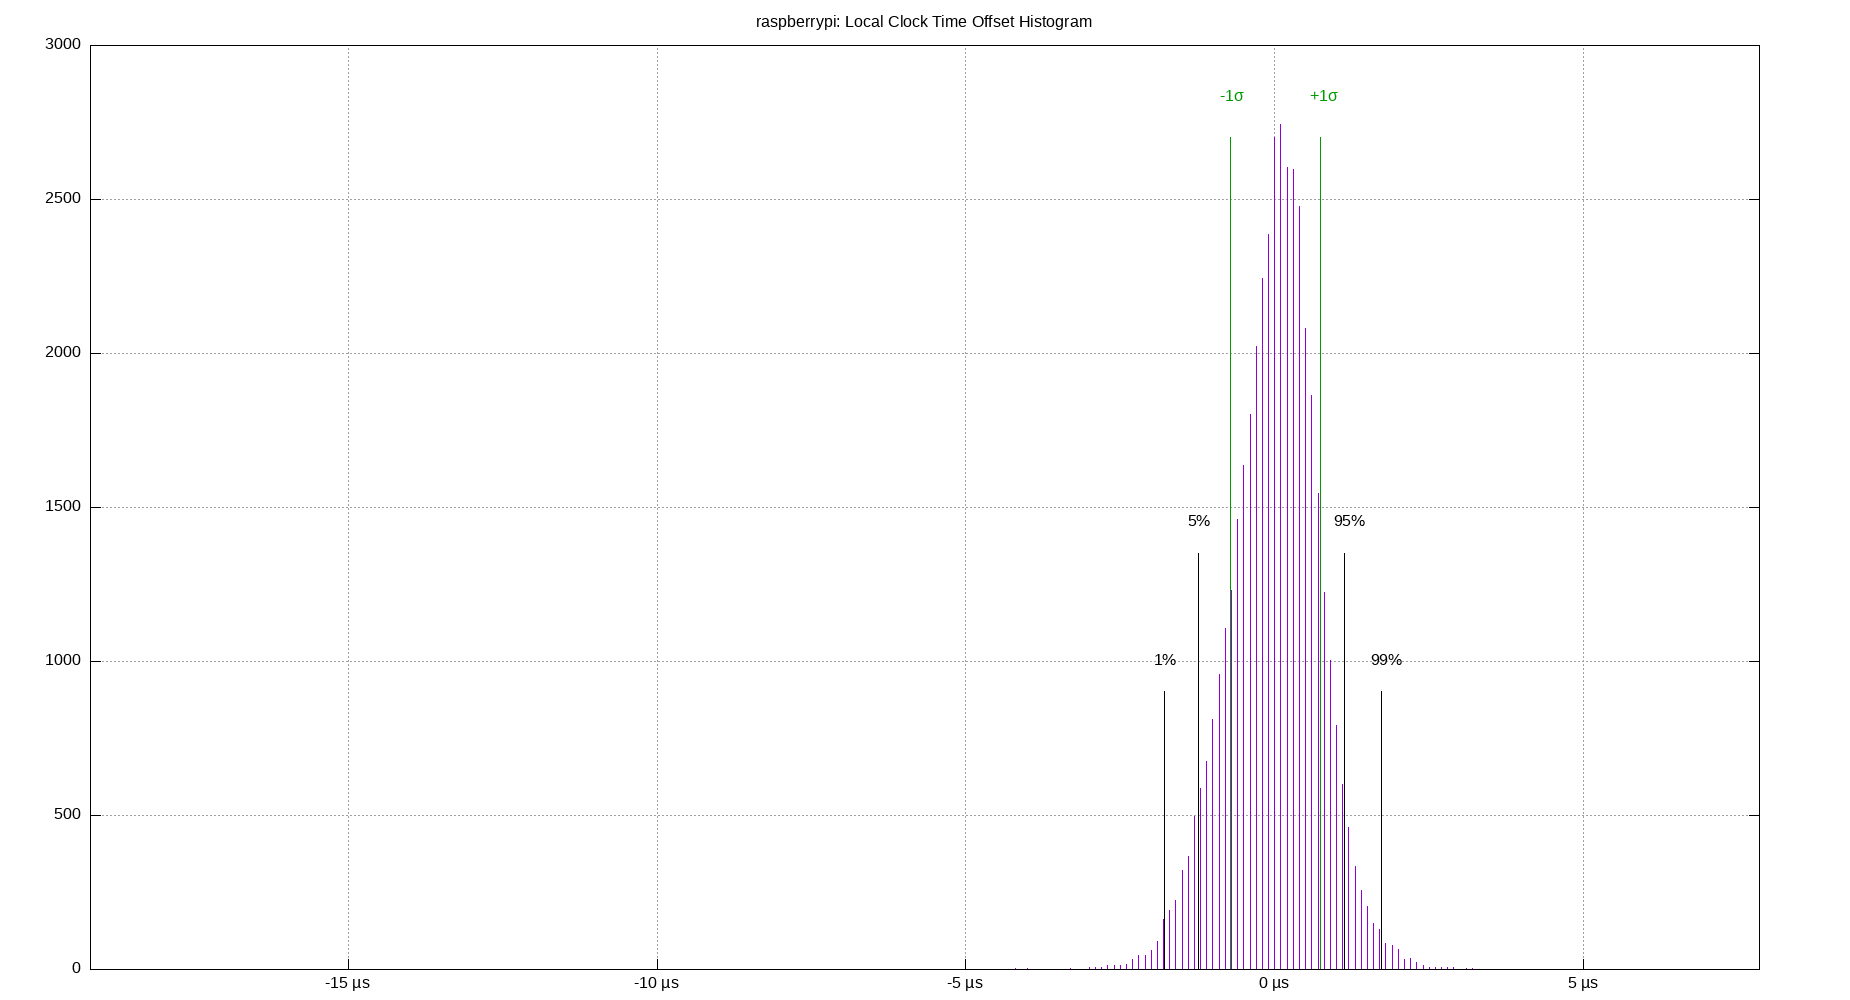 raspberrypi: Local Clock Time Offset Histogram
3000
-1σ +1σ
2500
2000
1500
5% 95%
1000 1% 99%
500
0
-15 µs -10 µs -5 µs 0 µs 5 µs